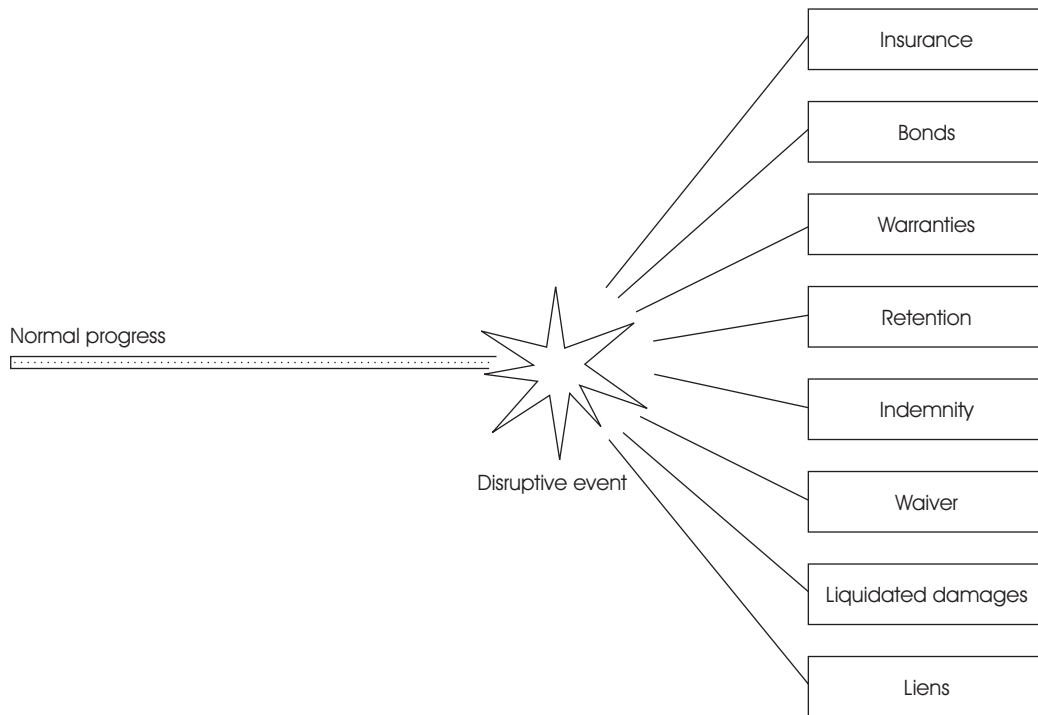 Insurance
Bonds
Warranties
Normal progress
Retention
Indemnity
Disruptive event
Waiver
Liquidated damages
Liens